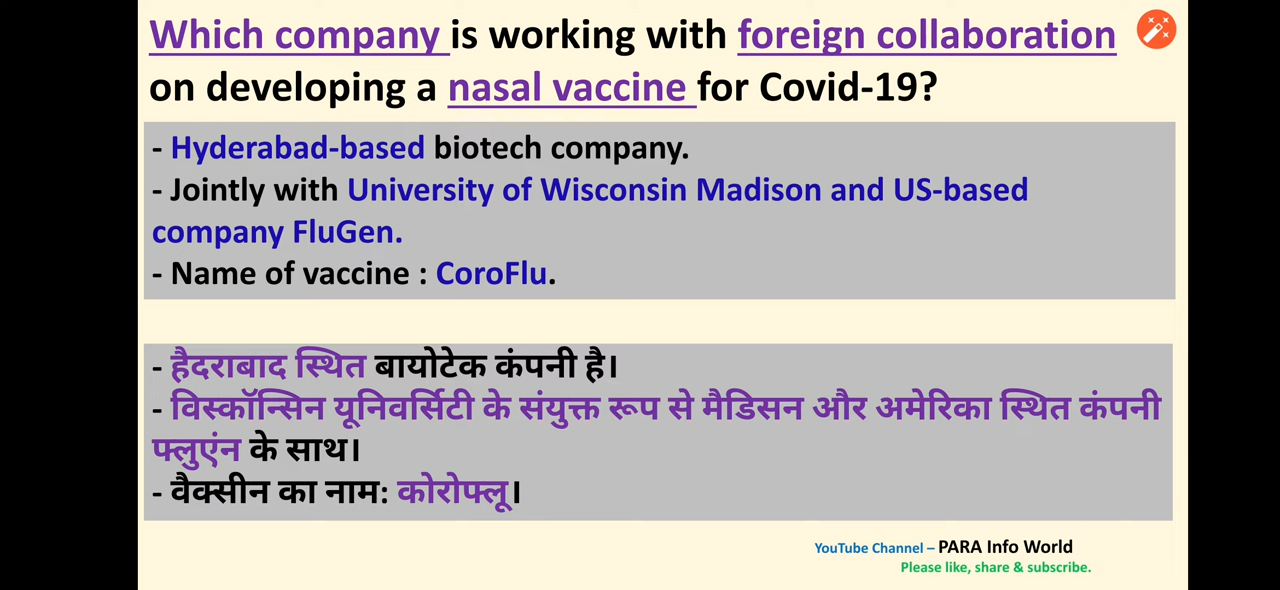 Which company is working with foreign collaboration
on developing a nasal vaccine for Covid-19?
- Hyderabad-based biotech company.
- Jointly with University of Wisconsin Madison and US-based
company FluGen.
- Name of vaccine : CoroFlu.
- हैदराबाद स्थित बायोटेक कंपनी है।
- विस्कॉन्सिन यूनिवर्सिटी के संयुक्त रूप से मैडिसन और अमेरिका स्थित कंपनी
फ्लुएंन के साथ।
- वैक्सीन का नाम: कोरोफ्लू।
YouTube Channel – PARA Info World
Please like, share & subscribe.